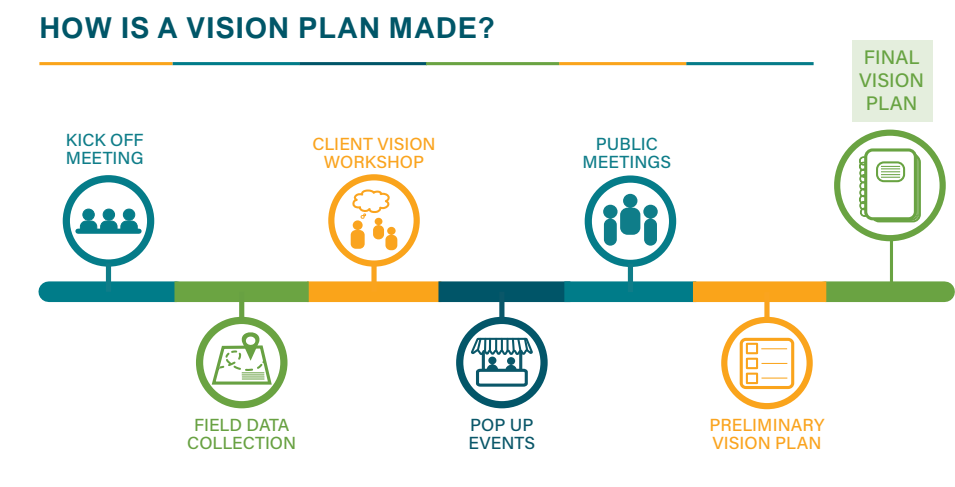 HOW IS A VISION PLAN MADE?
KICK OFF
MEETING
FIELD DATA
COLLECTION
CLIENT VISION
WORKSHOP
POP UP
EVENTS
PUBLIC
MEETINGS
PRELIMINARY
VISION PLAN
FINAL
VISION
PLAN